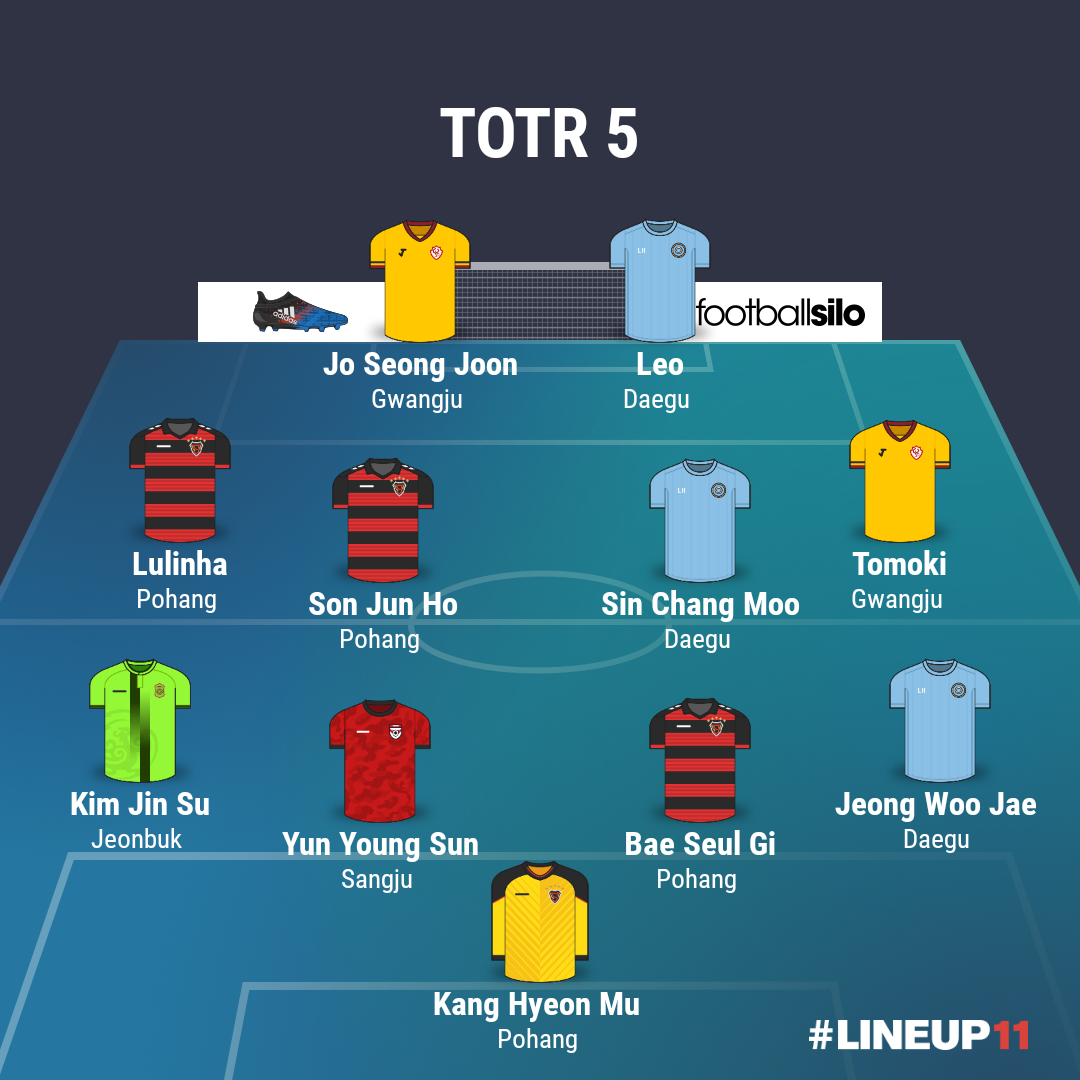 TOTR 5
adidas
footballsilo
Jo Seong Joon
Gwangju
Leo
Daegu
Lulinha
Pohang
Tomoki
Gwangju
Son Jun Ho
Pohang
Sin Chang Moo
Daegu
Kim Jin Su
Jeonbuk
Jeong Woo Jae
Daegu
Yun Young Sun
Sangju
Bae Seul Gi
Pohang
Kang Hyeon Mu
Pohang
#LINEUP11